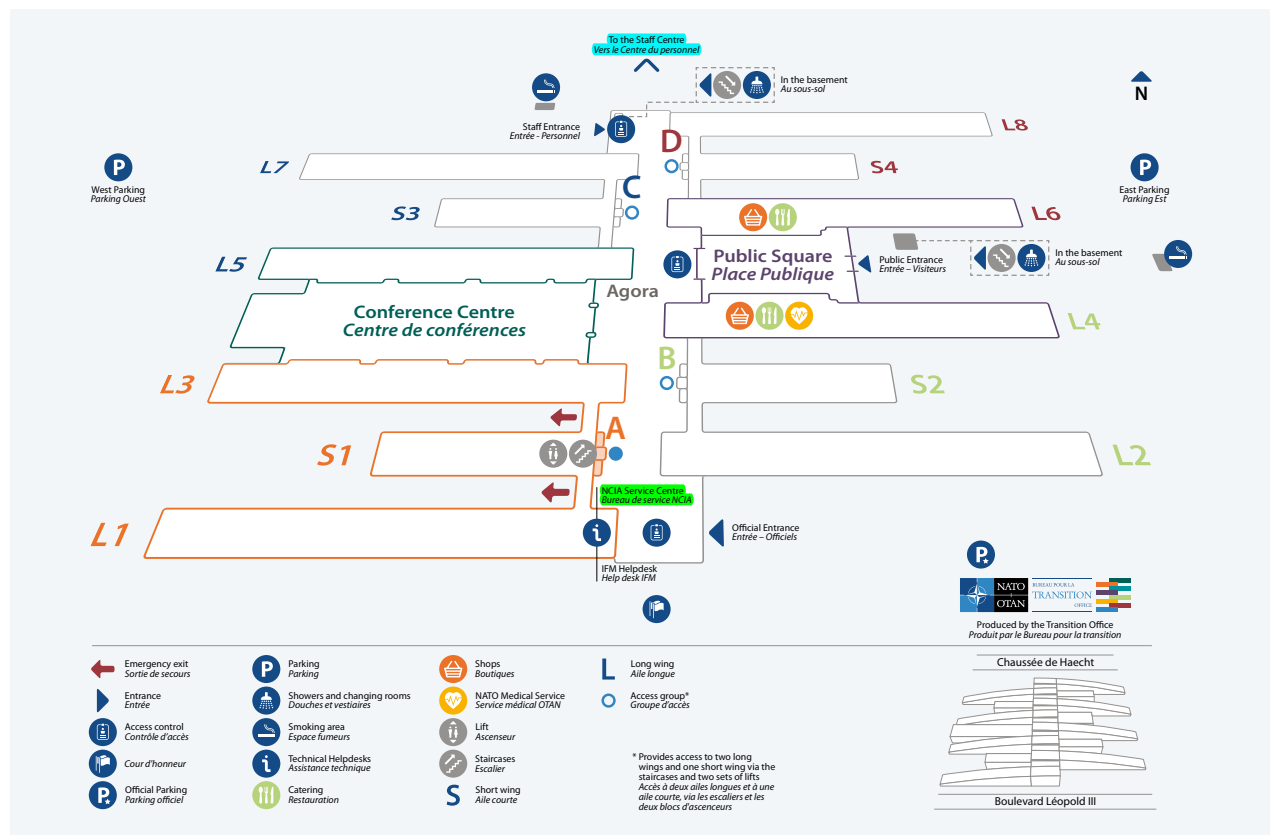 To the Staff Centre
Vers le Centre du personnel
In the basement
Au sous-sol
N
Staff Entrance
Entrée - Personnel
D
L8
P
West Parking
Parking Ouest
L7
S4
P
East Parking
Parking Est
C
S3
L6
L5
Public Square
Place Publique
Public Entrance
Entrée – Visiteurs
In the basement
Au sous-sol
Agora
Conference Centre
Centre de conférences
L4
B
L3
S2
A
S1
L2
NCIA Service Centre
Bureau de service NCIA
L1
i
Official Entrance
Entrée – Officiels
IFM Helpdesk
Help desk IFM
P
NATO
OTAN
BUREAU POUR LA
TRANSITION
OFFICE
Produced by the Transition Office
Produit par le Bureau pour la transition
Emergency exit
Sortie de secours
Entrance
Entrée
Access control
Contrôle d'accès
Cour d'honneur
P
Official Parking
Parking officiel
P
Parking
Parking
Showers and changing rooms
Douches et vestiaires
Smoking area
Espace fumeurs
i
Technical Helpdesks
Assistance technique
Catering
Restauration
Shops
Boutiques
NATO Medical Service
Service médical OTAN
Lift
Ascenseur
Staircases
Escalier
S
Short wing
Aile courte
L
Long wing
Aile longue
Access group*
Groupe d'accès
* Provides access to two long
wings and one short wing via the
staircases and two sets of lifts
Accès à deux ailes longues et à une
aile courte, via les escaliers et les
deux blocs d'ascenceurs
Chaussée de Haecht
Boulevard Léopold III